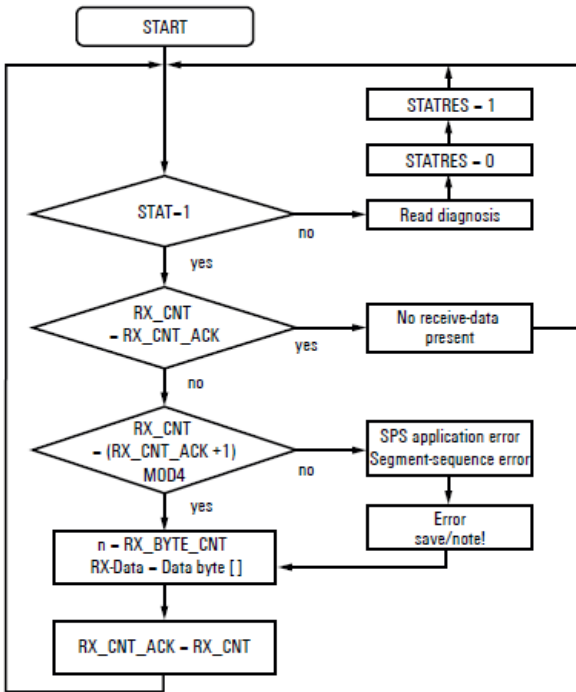 START
STATRES – 1
STATRES – 0
STAT–1
Read diagnosis
no
yes
RX_CNT
– RX_CNT_ACK
No receive-data
present
yes
no
RX_CNT
– (RX_CNT_ACK +1)
MOD4
SPS application error
Segment-sequence error
no
yes
Error
save/note!
n – RX_BYTE_CNT
RX-Data – Data byte [ ]
RX_CNT_ACK – RX_CNT